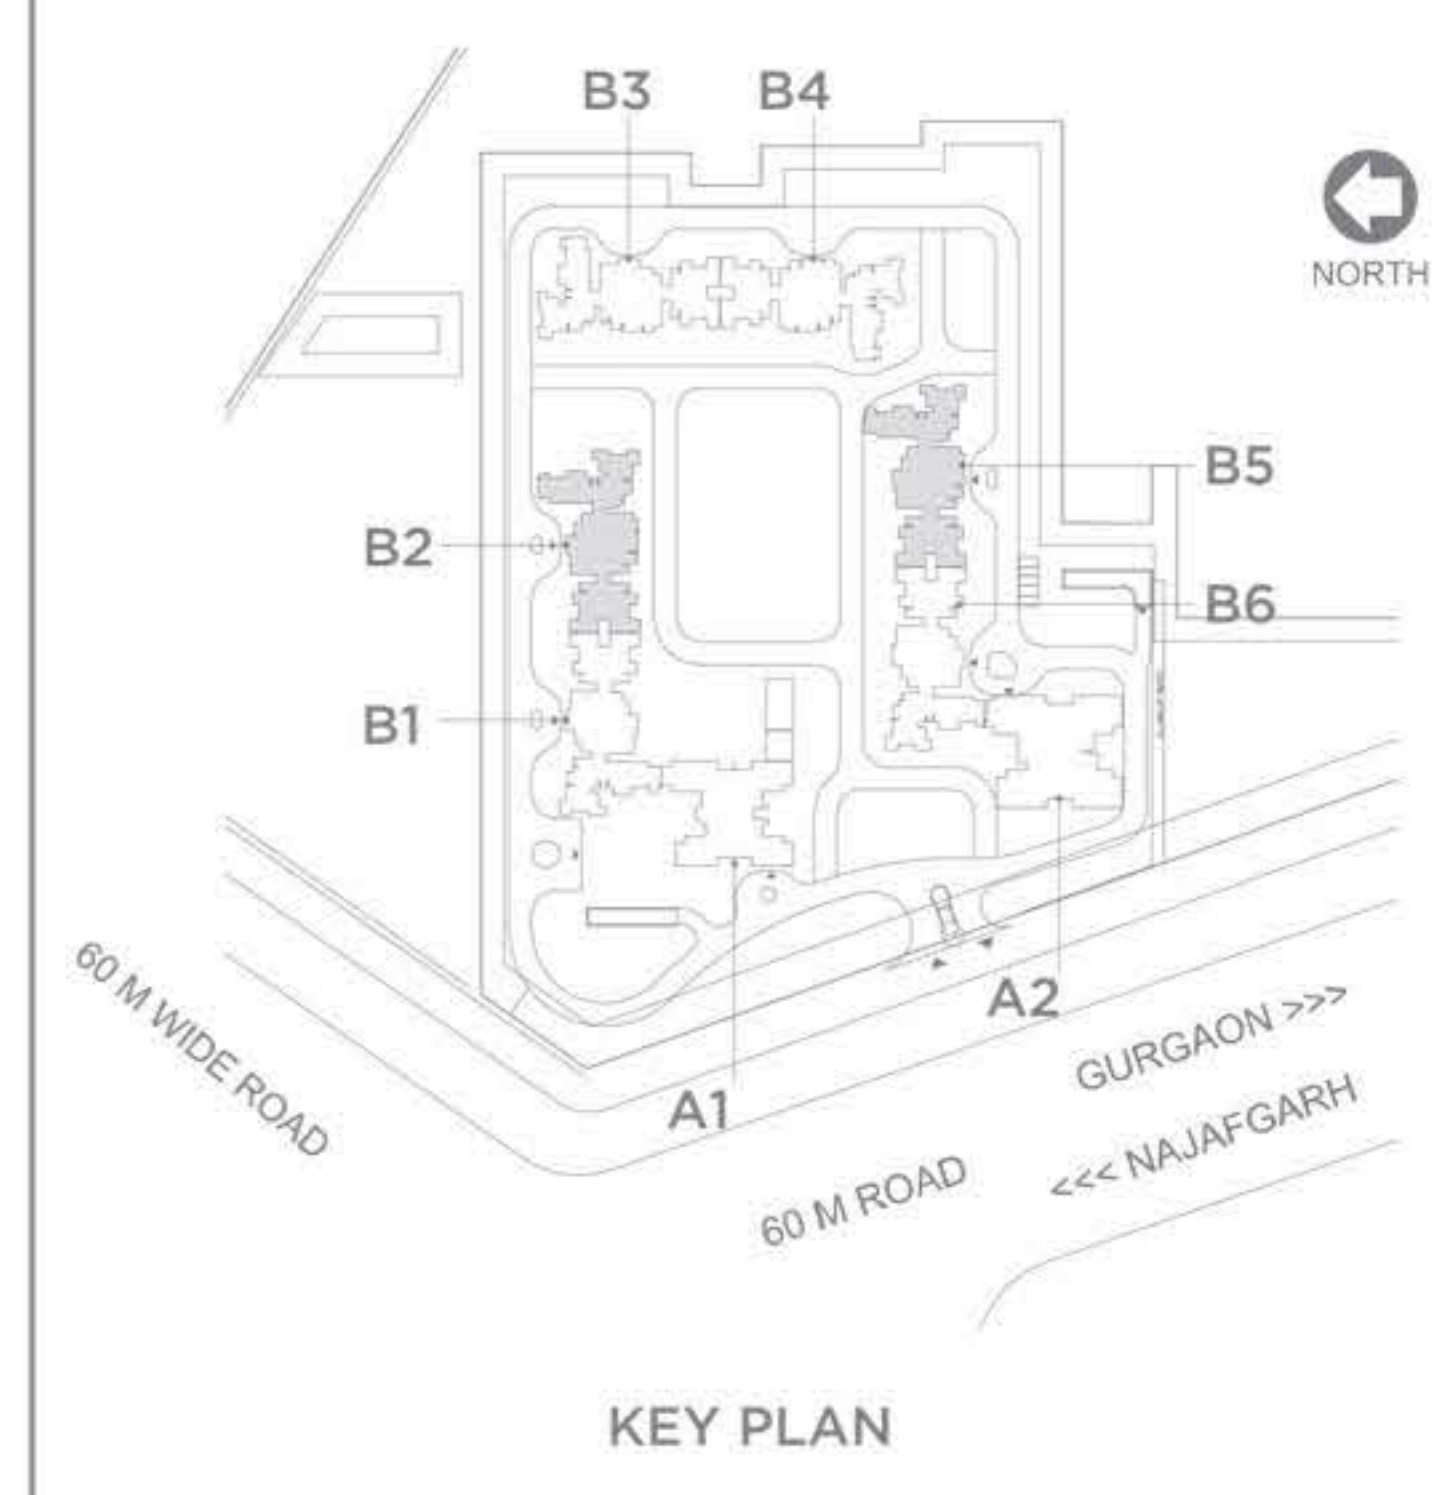 B3
B4
NORTH
B5
B2
B6
B1
60 M WIDE ROAD
A2
GURGAON >>>
A1
<<< NAJAFGARH
60 M ROAD
KEY PLAN